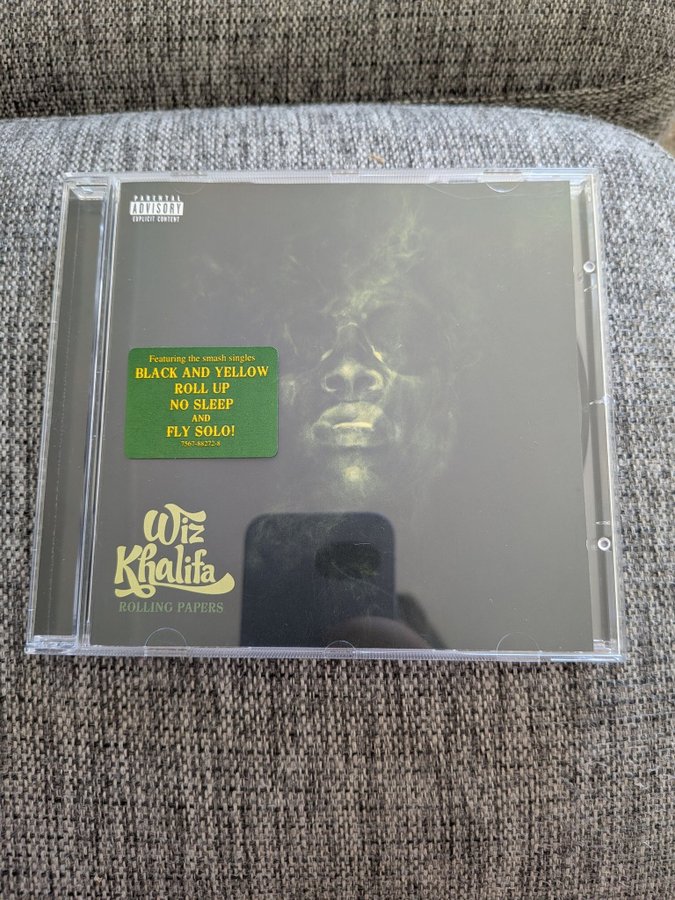 PARENTAL
ADVISORY
EXPLICIT CONTENT
Featuring the smash singles
BLACK AND YELLOW
ROLL UP
NO SLEEP
AND
FLY SOLO!
7567-88272-8
Wiz
Khalifa
ROLLING PAPERS